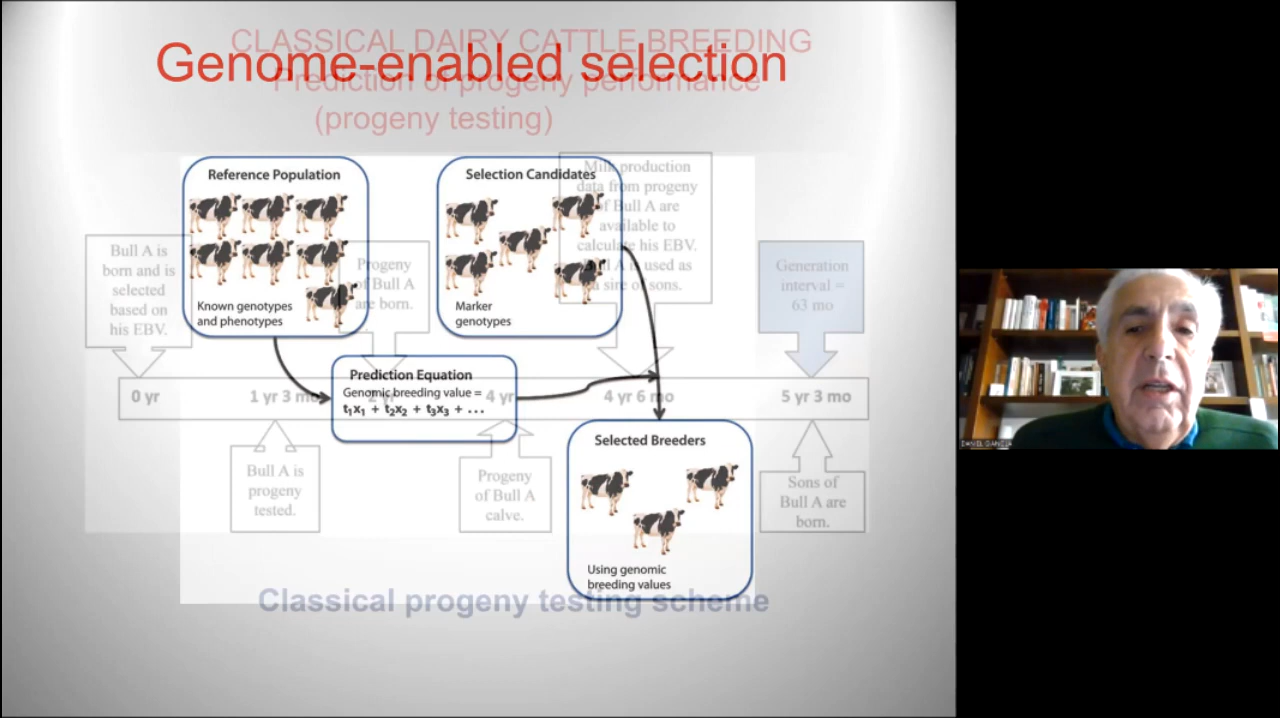 CLASSICAL DAIRY CATTLE BREEDING
Genome-enabled selection
Prediction of progeny performance
(progeny testing)
Reference Population
Known genotypes
and phenotypes
Selection Candidates
Marker
genotypes
Milk production
data from progeny
of Bull A are
available to
calculate his EBV.
Bull A is used as
a sire of sons.
Bull A is
born and is
selected
based on
his EBV.
Progeny
of Bull A
are born.
Generation
interval =
63 mo
Prediction Equation
Genomic breeding value =
t₁x₁ + t₂x₂ + t₃x₃ + ...
0 yr
1 yr 3 mo
2 yr
4 yr
4 yr 6 mo
5 yr 3 mo
Bull A is
progeny
tested.
Progeny
of Bull A
calve.
Selected Breeders
Using genomic
breeding values
Sons of
Bull A are
born.
Classical progeny testing scheme